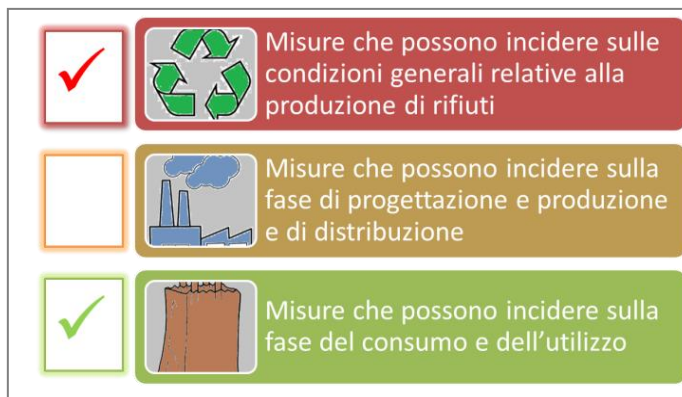 Misure che possono incidere sulle
condizioni generali relative alla
produzione di rifiuti
Misure che possono incidere sulla
fase di progettazione e produzione
e di distribuzione
Misure che possono incidere sulla
fase del consumo e dell’utilizzo